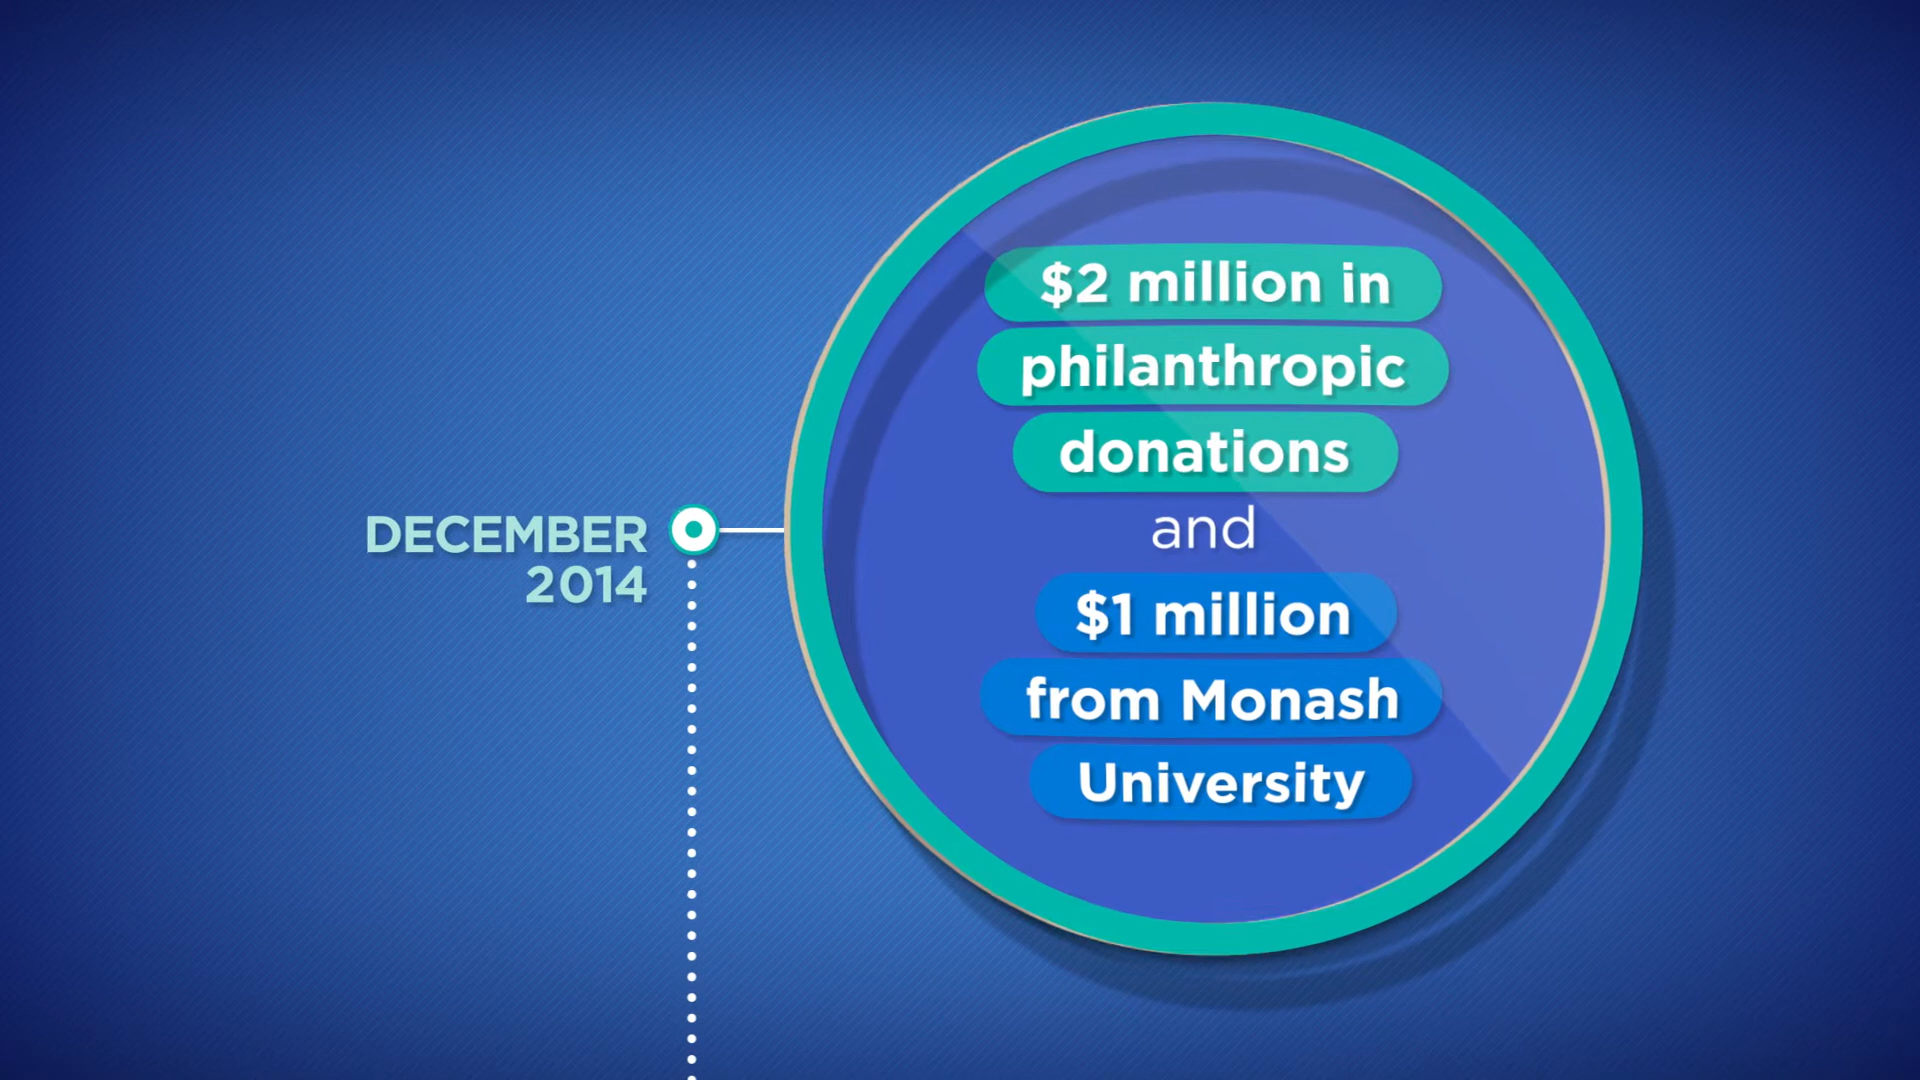 DECEMBER
2014
$2 million in
philanthropic
donations
and
$1 million
from Monash
University